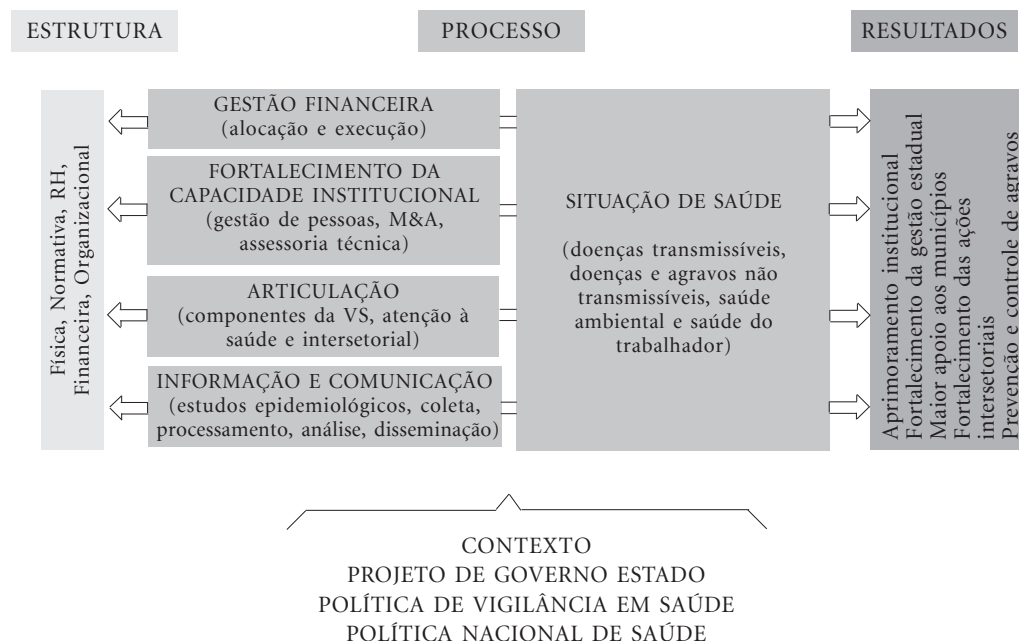 ESTRUTURA
PROCESSO
RESULTADOS
Física, Normativa, RH,
Financeira, Organizacional
GESTÃO FINANCEIRA
(alocação e execução)
FORTALECIMENTO DA
CAPACIDADE INSTITUCIONAL
(gestão de pessoas, M&A,
assessoria técnica)
ARTICULAÇÃO
(componentes da VS, atenção à
saúde e intersetorial)
INFORMAÇÃO E COMUNICAÇÃO
(estudos epidemiológicos, coleta,
processamento, análise, disseminação)
SITUAÇÃO DE SAÚDE
(doenças transmissíveis,
doenças e agravos não
transmissíveis, saúde
ambiental e saúde do
trabalhador)
Aprimoramento institucional
Fortalecimento da gestão estadual
Maior apoio aos municípios
Fortalecimento das ações
intersetoriais
Prevenção e controle de agravos
CONTEXTO
PROJETO DE GOVERNO ESTADO
POLÍTICA DE VIGILÂNCIA EM SAÚDE
POLÍTICA NACIONAL DE SAÚDE